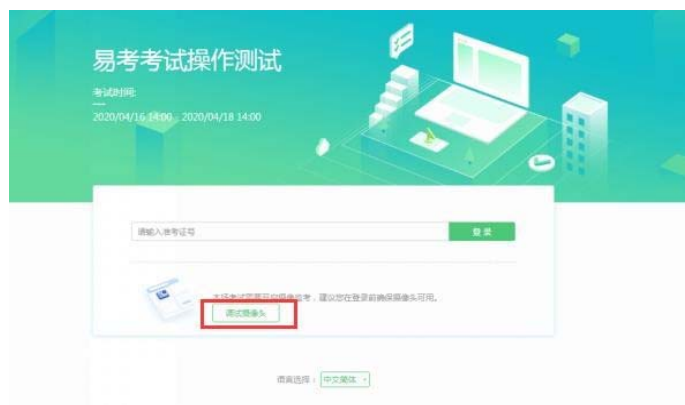 易考考试操作测试
考试时间:
2020/04/16 14:00 - 2020/04/18 14:00
请输入准考证号
登录
本场考试需要开启摄像监考，建议您在登录前确保摄像头可用。
调试摄像头
语言选择： 中文简体